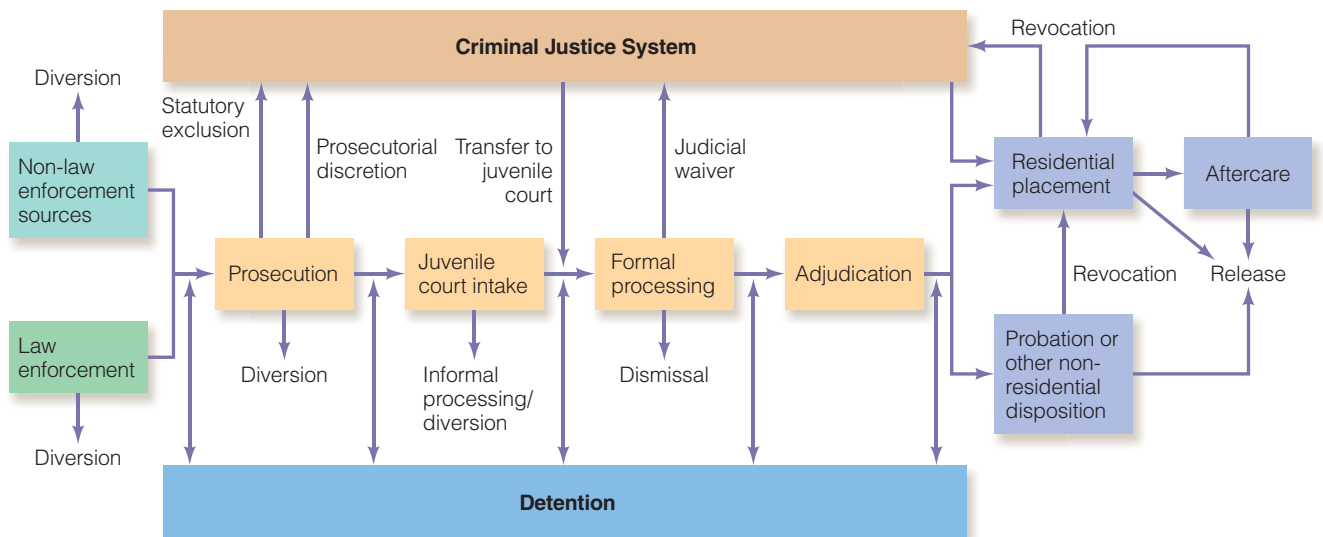 Criminal Justice System
Revocation
Diversion
Statutory
exclusion
Prosecutorial
discretion
Transfer to
juvenile
court
Judicial
waiver
Non-law
enforcement
sources
Residential
placement
Aftercare
Prosecution
Juvenile
court intake
Formal
processing
Adjudication
Revocation
Release
Law
enforcement
Diversion
Informal
processing/
diversion
Dismissal
Probation or
other non-
residential
disposition
Diversion
Detention